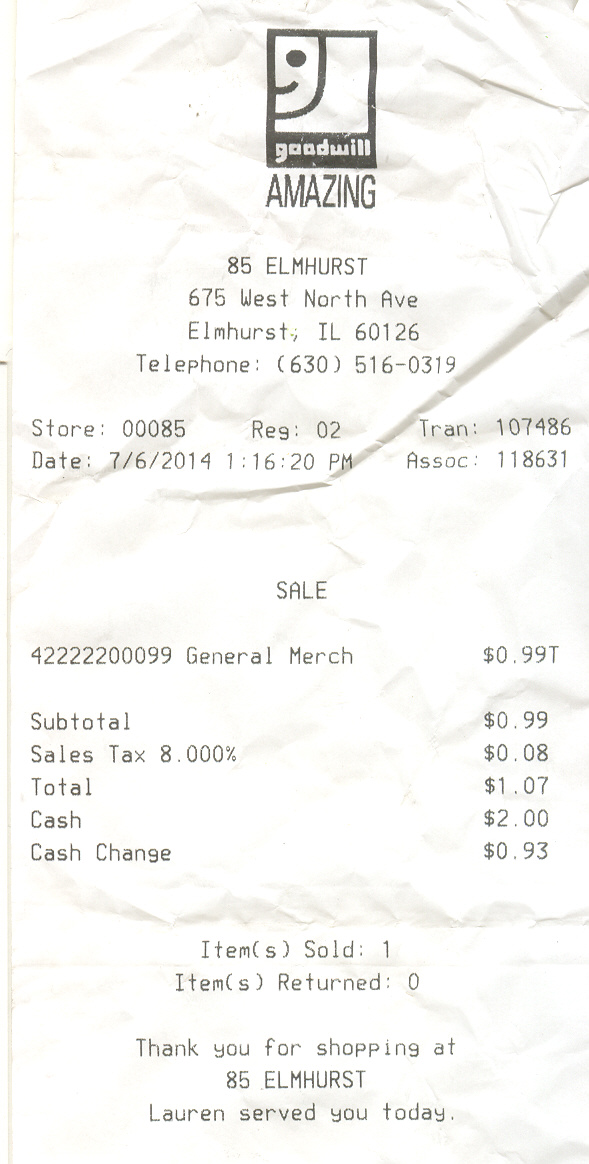 goodwill
AMAZING
85 ELMHURST
675 West North Ave
Elmhurst, IL 60126
Telephone: (630) 516-0319
Store: 00085 Reg: 02 Tran: 107486
Date: 7/6/2014 1:16:20 PM Assoc: 118631
SALE
42222200099 General Merch $0.99T
Subtotal $0.99
Sales Tax 8.000% $0.08
Total $1.07
Cash $2.00
Cash Change $0.93
Item(s) Sold: 1
Item(s) Returned: 0
Thank you for shopping at
85 ELMHURST
Lauren served you today.